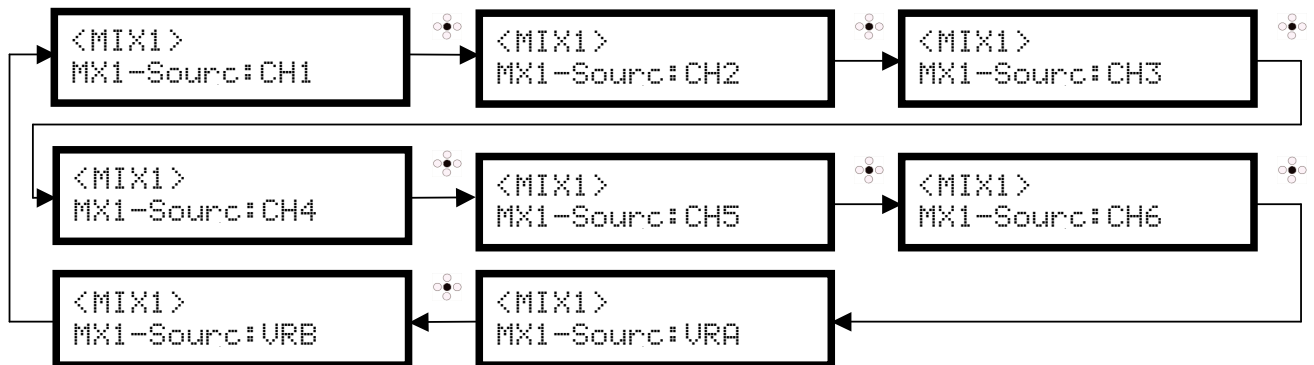 <MIX1>
MX1-Sourc:CH1
<MIX1>
MX1-Sourc:CH2
<MIX1>
MX1-Sourc:CH3
<MIX1>
MX1-Sourc:CH4
<MIX1>
MX1-Sourc:CH5
<MIX1>
MX1-Sourc:CH6
<MIX1>
MX1-Sourc:VRB
<MIX1>
MX1-Sourc:VRA